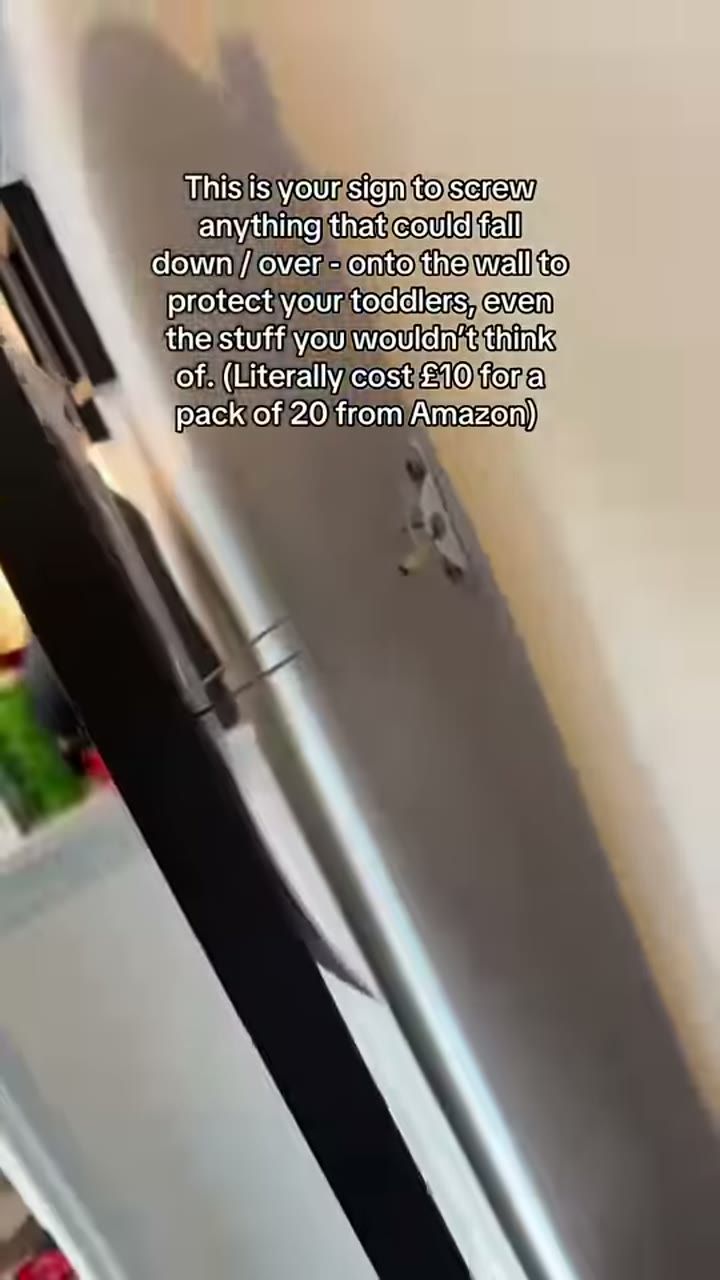 This is your sign to screw
anything that could fall
down / over - onto the wall to
protect your toddlers, even
the stuff you wouldn't think
of. (Literally cost £10 for a
pack of 20 from Amazon)